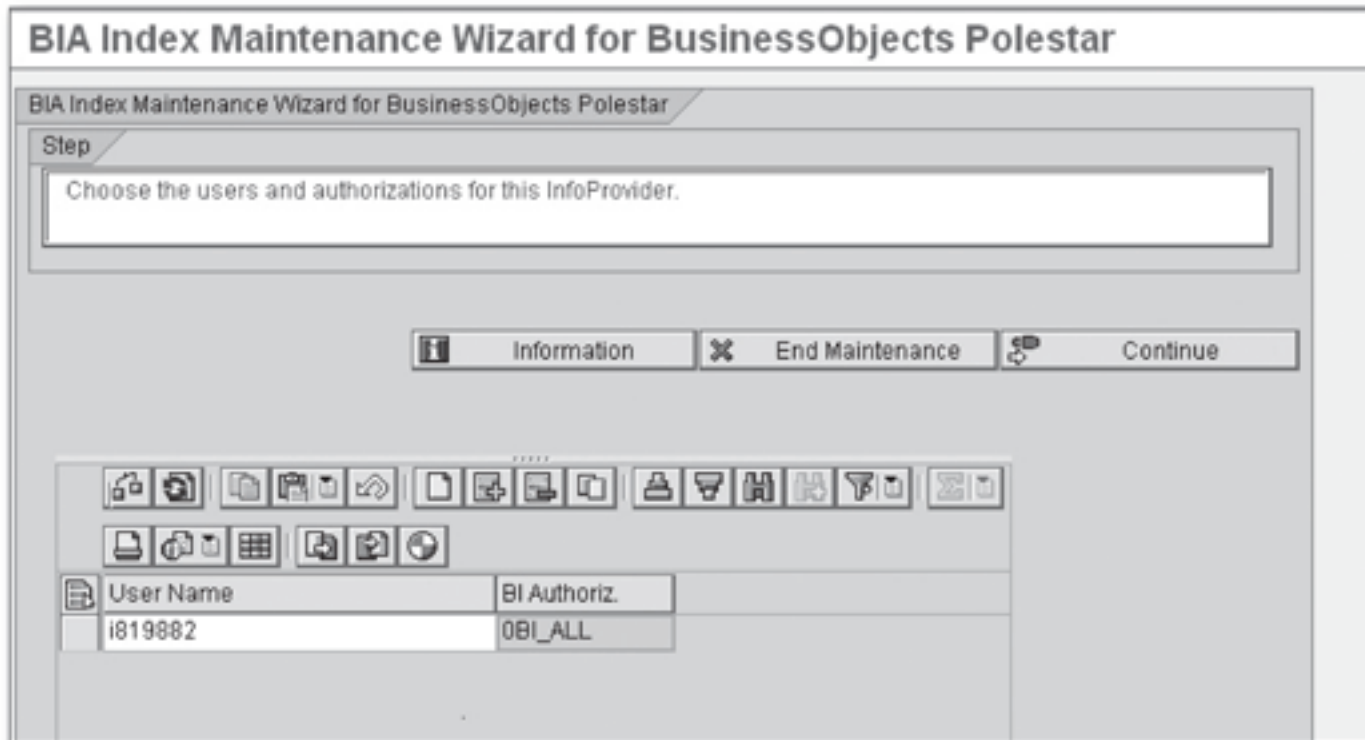 BIA Index Maintenance Wizard for BusinessObjects Polestar
BIA Index Maintenance Wizard for BusinessObjects Polestar
Step
Choose the users and authorizations for this InfoProvider.
Information End Maintenance Continue
User Name BI Authoriz.
i819882 0BI_ALL